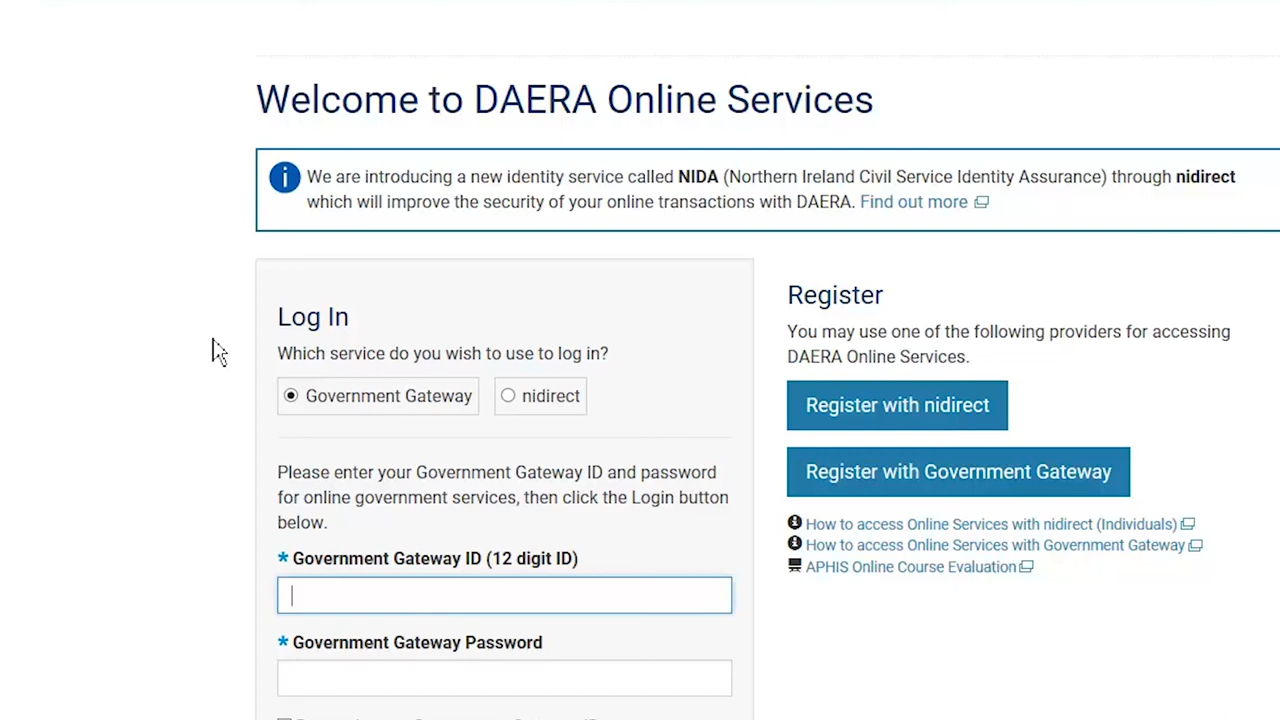 Welcome to DAERA Online Services
We are introducing a new identity service called NIDA (Northern Ireland Civil Service Identity Assurance) through nidirect
which will improve the security of your online transactions with DAERA. Find out more
Log In
Which service do you wish to use to log in?
Government Gateway
nidirect
Please enter your Government Gateway ID and password
for online government services, then click the Login button
below.
* Government Gateway ID (12 digit ID)
* Government Gateway Password
Register
You may use one of the following providers for accessing
DAERA Online Services.
Register with nidirect
Register with Government Gateway
How to access Online Services with nidirect (Individuals)
How to access Online Services with Government Gateway
APHIS Online Course Evaluation